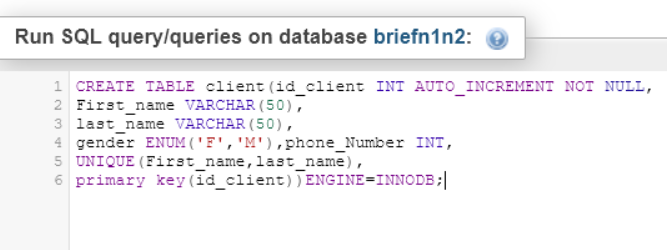 Run SQL query/queries on database briefn1n2:
1 CREATE TABLE client(id_client INT AUTO_INCREMENT NOT NULL,
2 First_name VARCHAR(50),
3 last_name VARCHAR(50),
4 gender ENUM('F','M'),phone_Number INT,
5 UNIQUE(First_name,last_name),
6 primary key(id_client))ENGINE=INNODB;